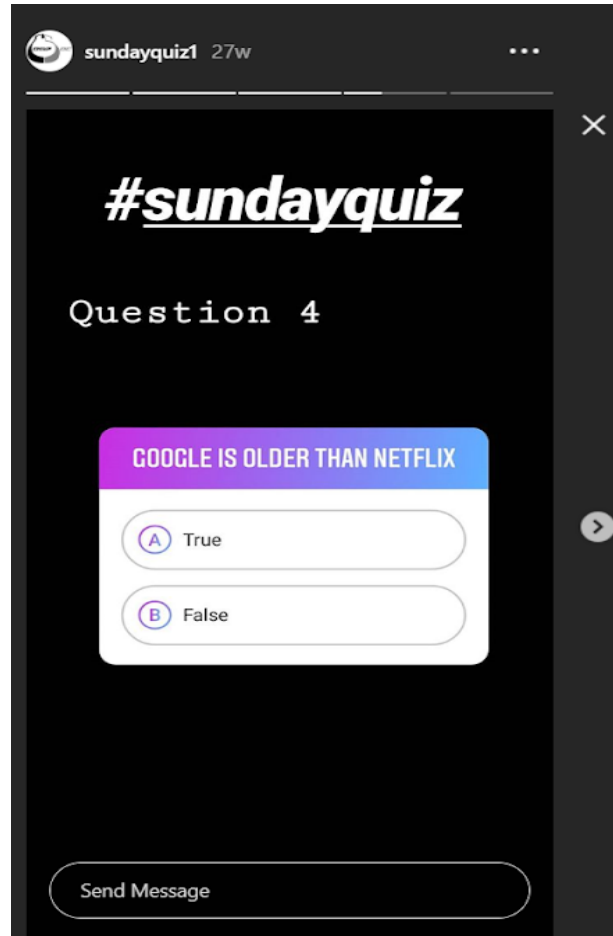 sundayquiz1 27w
#sundayquiz
Question 4
GOOGLE IS OLDER THAN NETFLIX
A True
B False
Send Message